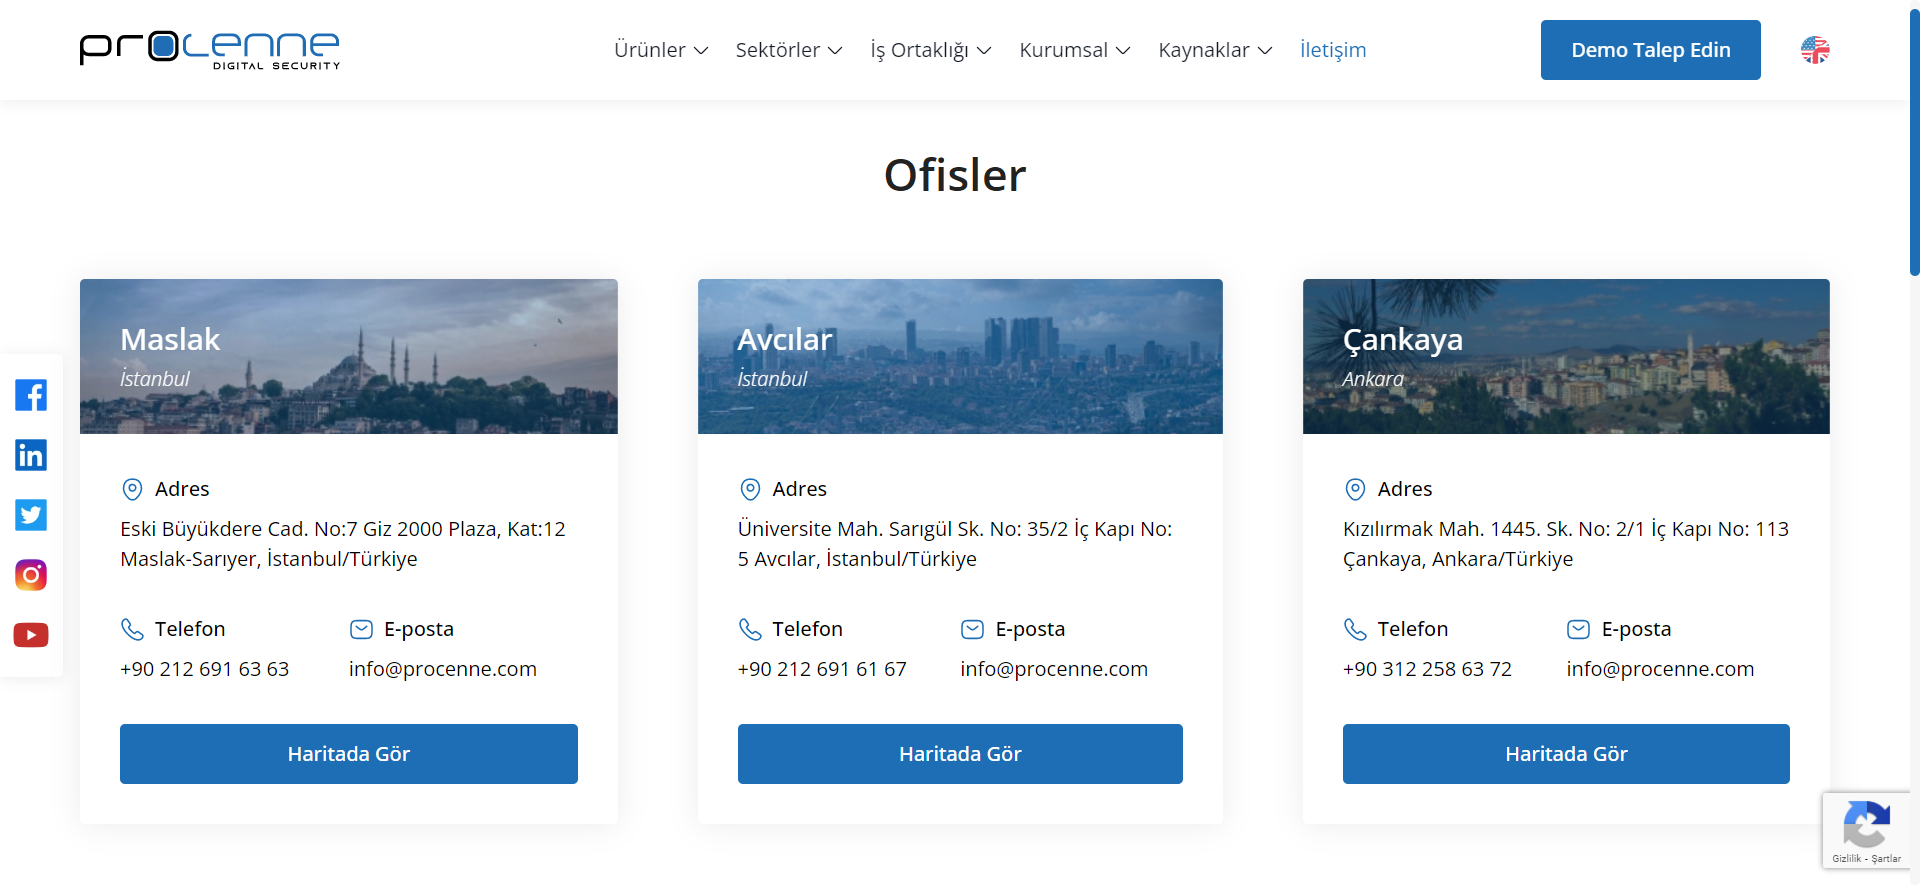 procenne
DIGITAL SECURITY
Ürünler
Sektörler
İş Ortaklığı
Kurumsal
Kaynaklar
İletişim
Demo Talep Edin
Ofisler
Maslak
İstanbul
Adres
Eski Büyükdere Cad. No:7 Giz 2000 Plaza, Kat:12
Maslak-Sarıyer, İstanbul/Türkiye
Telefon
+90 212 691 63 63
E-posta
info@procenne.com
Haritada Gör
Avcılar
İstanbul
Adres
Üniversite Mah. Sarıgül Sk. No: 35/2 İç Kapı No:
5 Avcılar, İstanbul/Türkiye
Telefon
+90 212 691 61 67
E-posta
info@procenne.com
Haritada Gör
Çankaya
Ankara
Adres
Kızılırmak Mah. 1445. Sk. No: 2/1 İç Kapı No: 113
Çankaya, Ankara/Türkiye
Telefon
+90 312 258 63 72
E-posta
info@procenne.com
Haritada Gör
Gizlilik - Şartlar